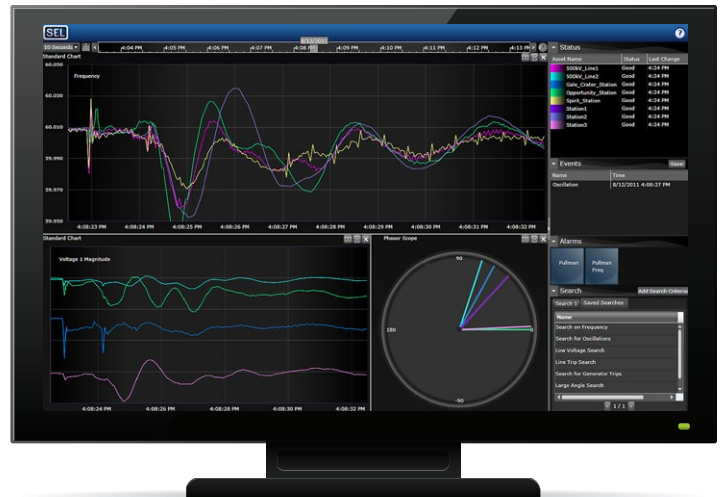 SEL
?
8/12/2011
10 Seconds
4:04 PM 4:05 PM 4:06 PM 4:07 PM 4:08 PM 4:09 PM 4:10 PM 4:11 PM 4:12 PM 4:13 PM
Standard Chart
60.050
Frequency
60.030
60.010
59.990
59.970
59.950
4:08:23 PM 4:08:24 PM 4:08:25 PM 4:08:26 PM 4:08:27 PM 4:08:28 PM 4:08:29 PM 4:08:30 PM 4:08:31 PM 4:08:32 PM
Standard Chart
Voltage 1 Magnitude
4:08:24 PM 4:08:26 PM 4:08:28 PM 4:08:30 PM 4:08:32 PM
Phasor Scope
90
180
0
-90
Status
Asset Name Status Last Change
500kV_Line1 Good 4:24 PM
500kV_Line2 Good 4:24 PM
Gale_Crater_Station Good 4:24 PM
Opportunity_Station Good 4:24 PM
Spirit_Station Good 4:24 PM
Station1 Good 4:24 PM
Station2 Good 4:24 PM
Station3 Good 4:24 PM
Events
Save
Name Time
Oscillation 8/12/2011 4:08:27 PM
Alarms
Pullman
Pullman
Freq
Search
Add Search Criteria
Search 1 Saved Searches
Name
Search on Frequency
Search for Oscillations
Low Voltage Search
Line Trip Search
Search for Generator Trips
Large Angle Search
1 / 1